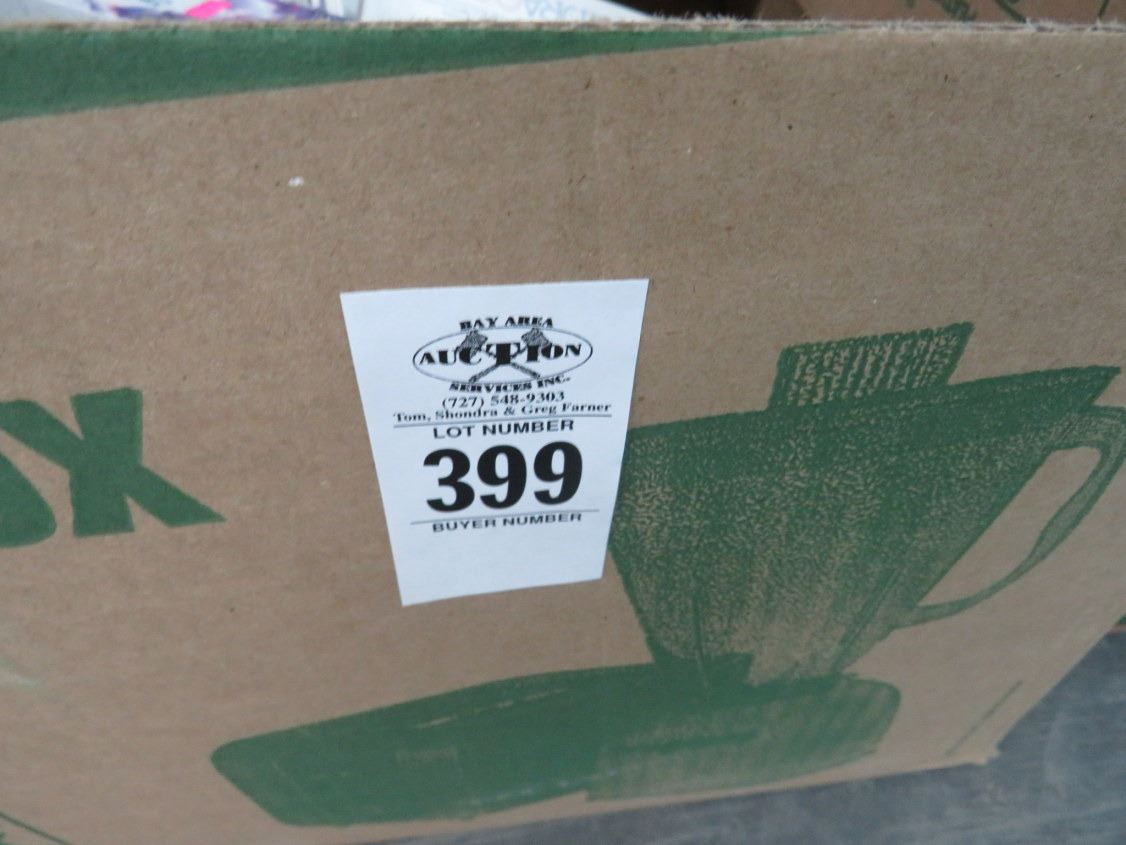 BAY AREA
AUCTION
SERVICES INC.
(727) 548-9303
Tom, Shondra & Greg Farner
LOT NUMBER
399
BUYER NUMBER